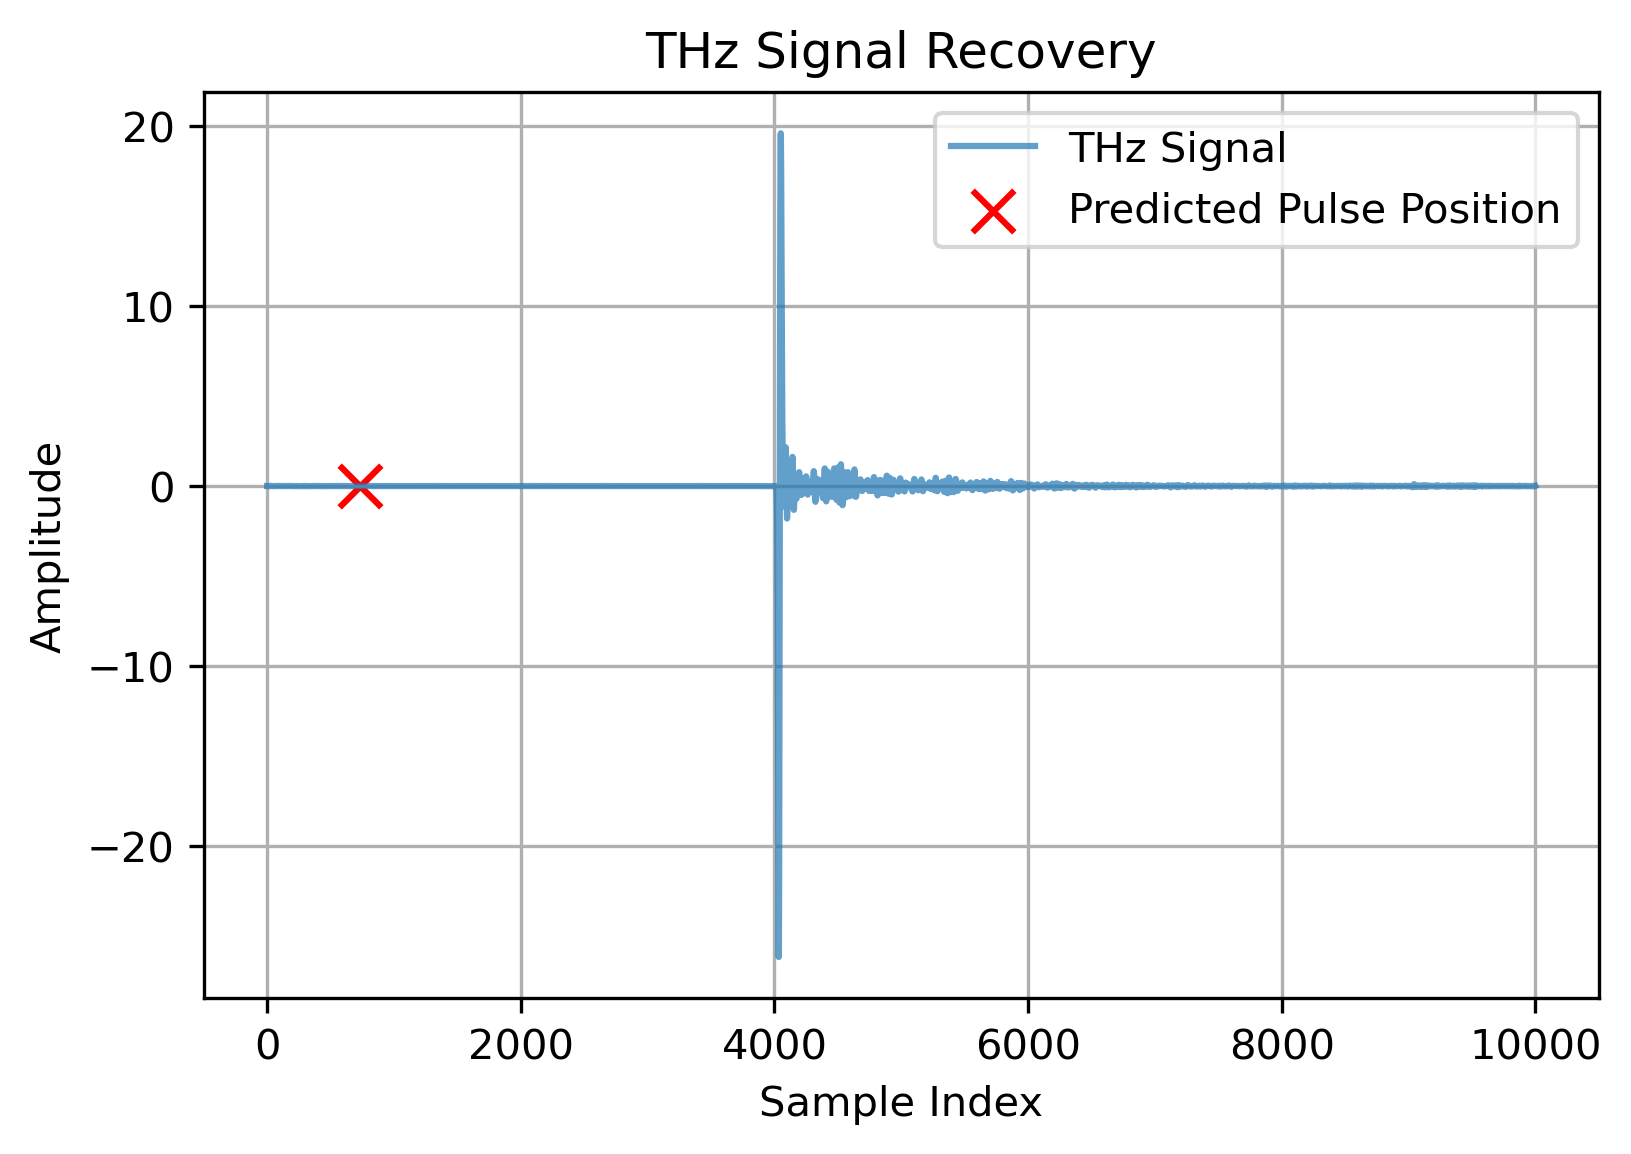 THz Signal Recovery
THz Signal
Predicted Pulse Position
20
10
0
−10
−20
Amplitude
0 2000 4000 6000 8000 10000
Sample Index